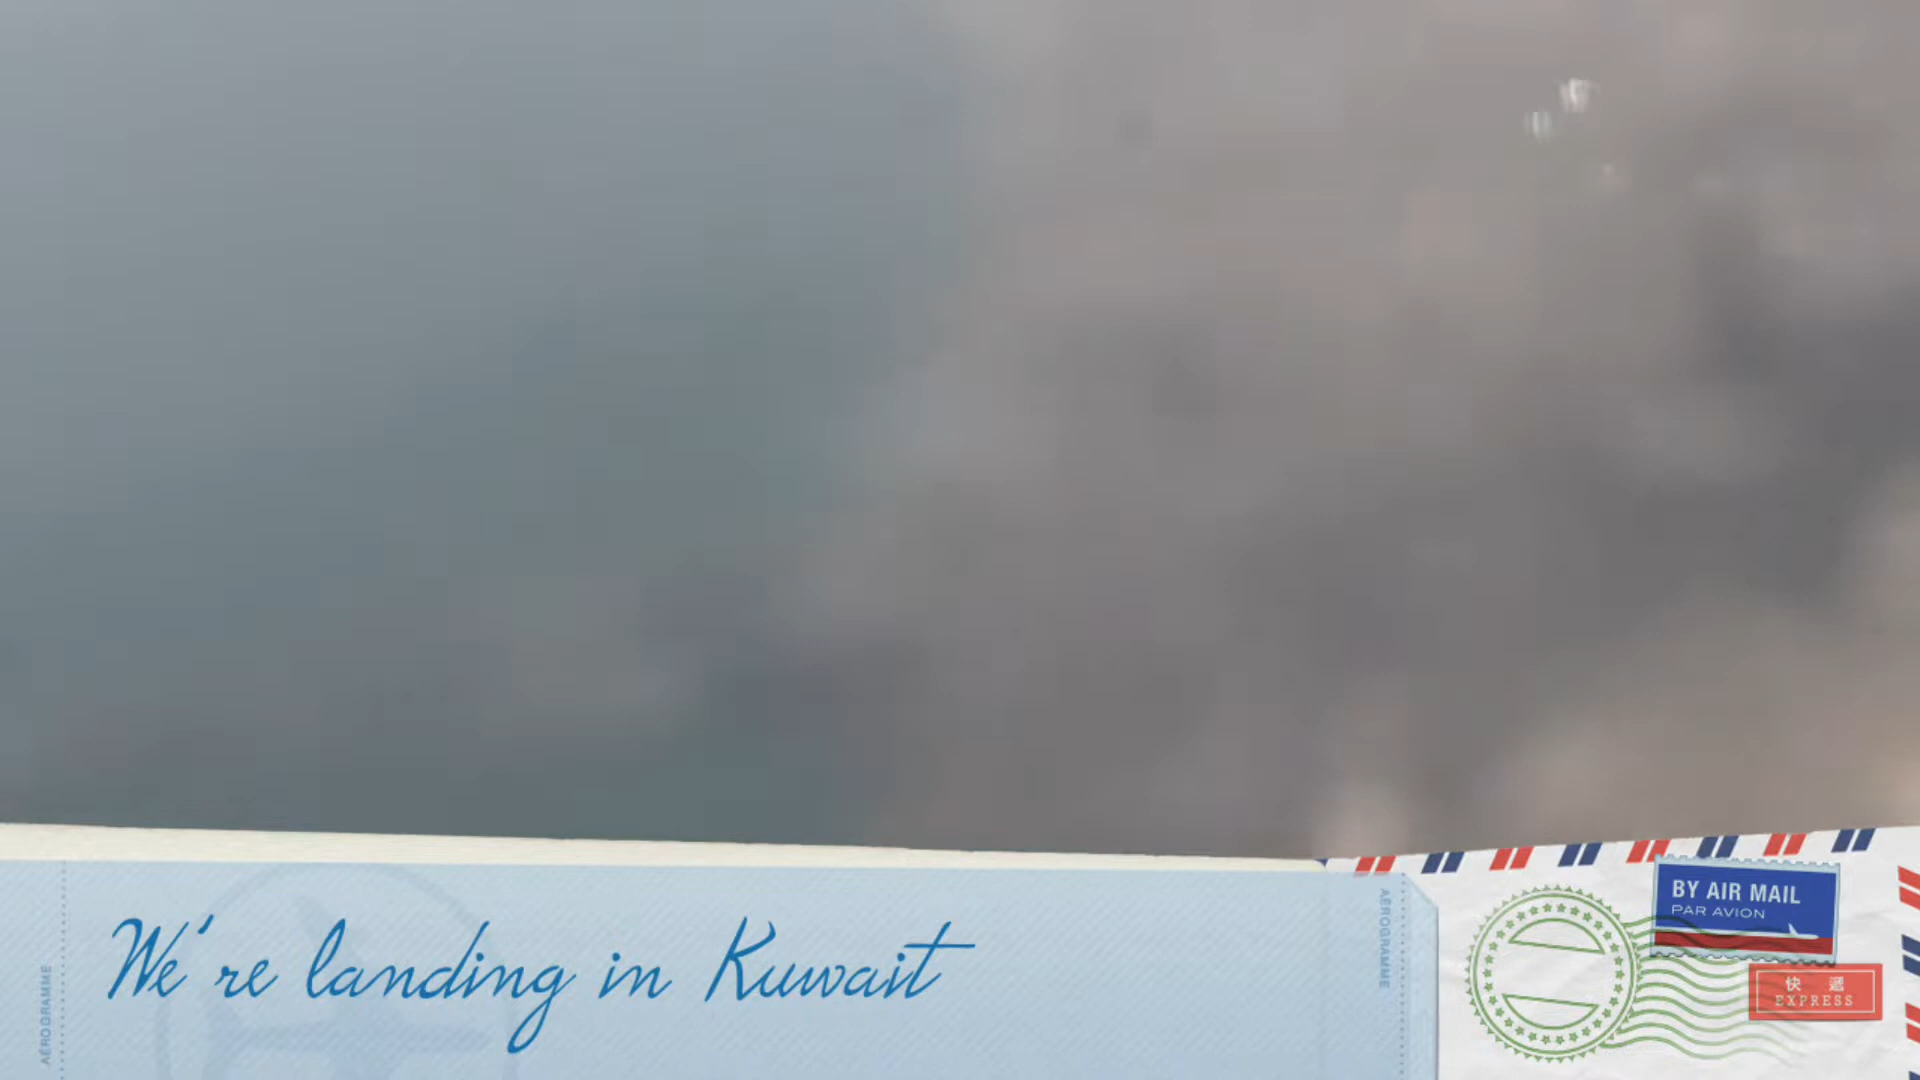 We're landing in Kuwait
AÉROGRAMME
AÉROGRAMME
BY AIR MAIL
PAR AVION
快遞
EXPRESS